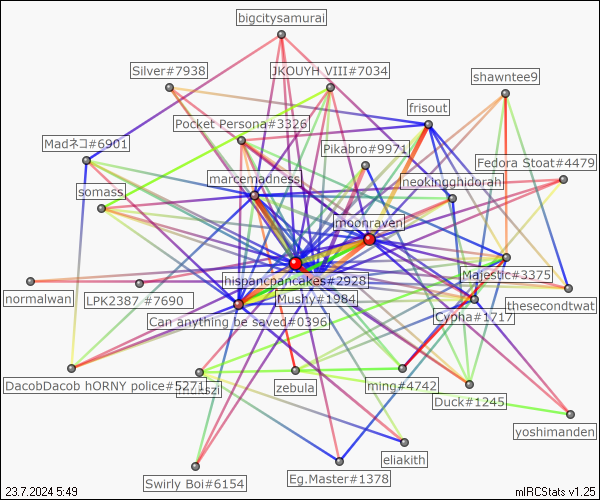 bigcitysamurai
Silver#7938
JKOUYH VIII#7034
shawntee9
frisout
Pocket Persona#3326
Madネコ#6901
Pikabro#9971
Fedora Stoat#4479
marcemadness
neokingghidorah
somass
moonraven
Majestic#3375
hispancpancakes#2928
normalwan
LPK2387 #7690
Mushy#1984
thesecondtwat
Can anything be saved#0396
Cypha#1717
DacobDacob hORNY police#5271
zebula
ming#4742
Duck#1245
yoshimanden
eliakith
Swirly Boi#6154
Eg.Master#1378
23.7.2024 5:49
mIRCStats v1.25